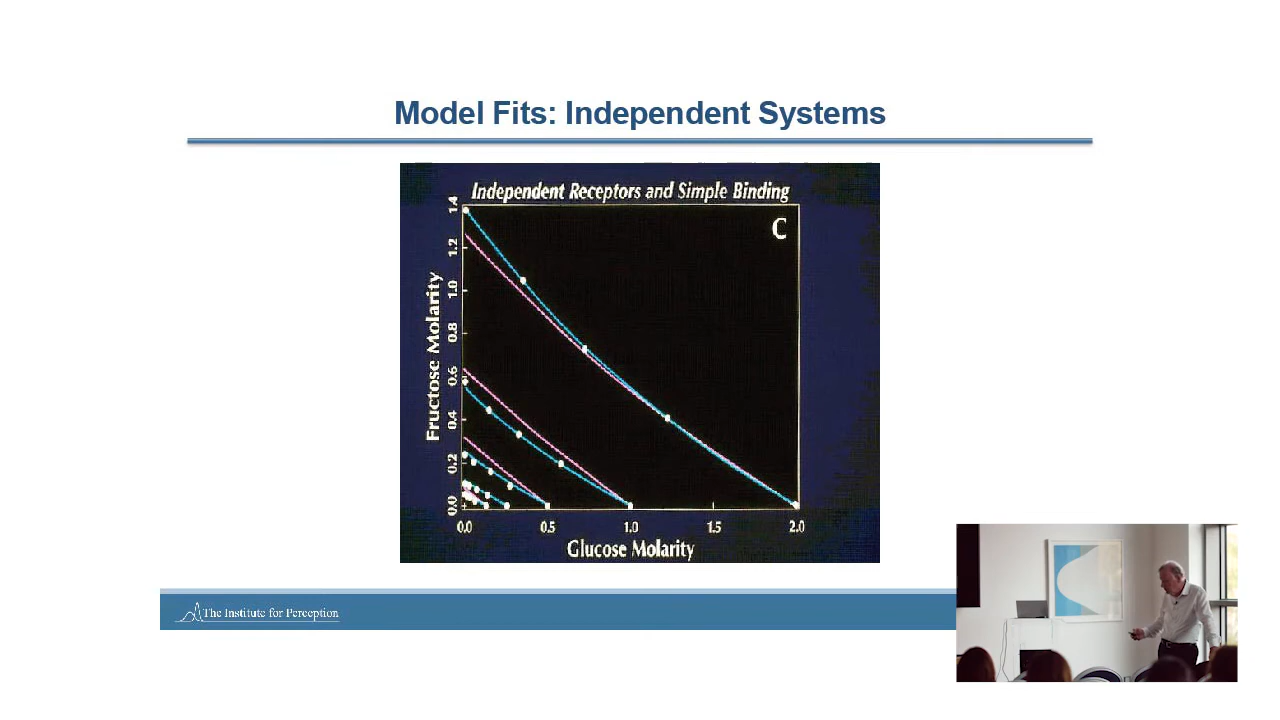 Model Fits: Independent Systems
Independent Receptors and Simple Binding
C
Fructose Molarity
1.4
1.2
1.0
0.8
0.6
0.4
0.2
0.0
0.0 0.5 1.0 1.5 2.0
Glucose Molarity
The Institute for Perception